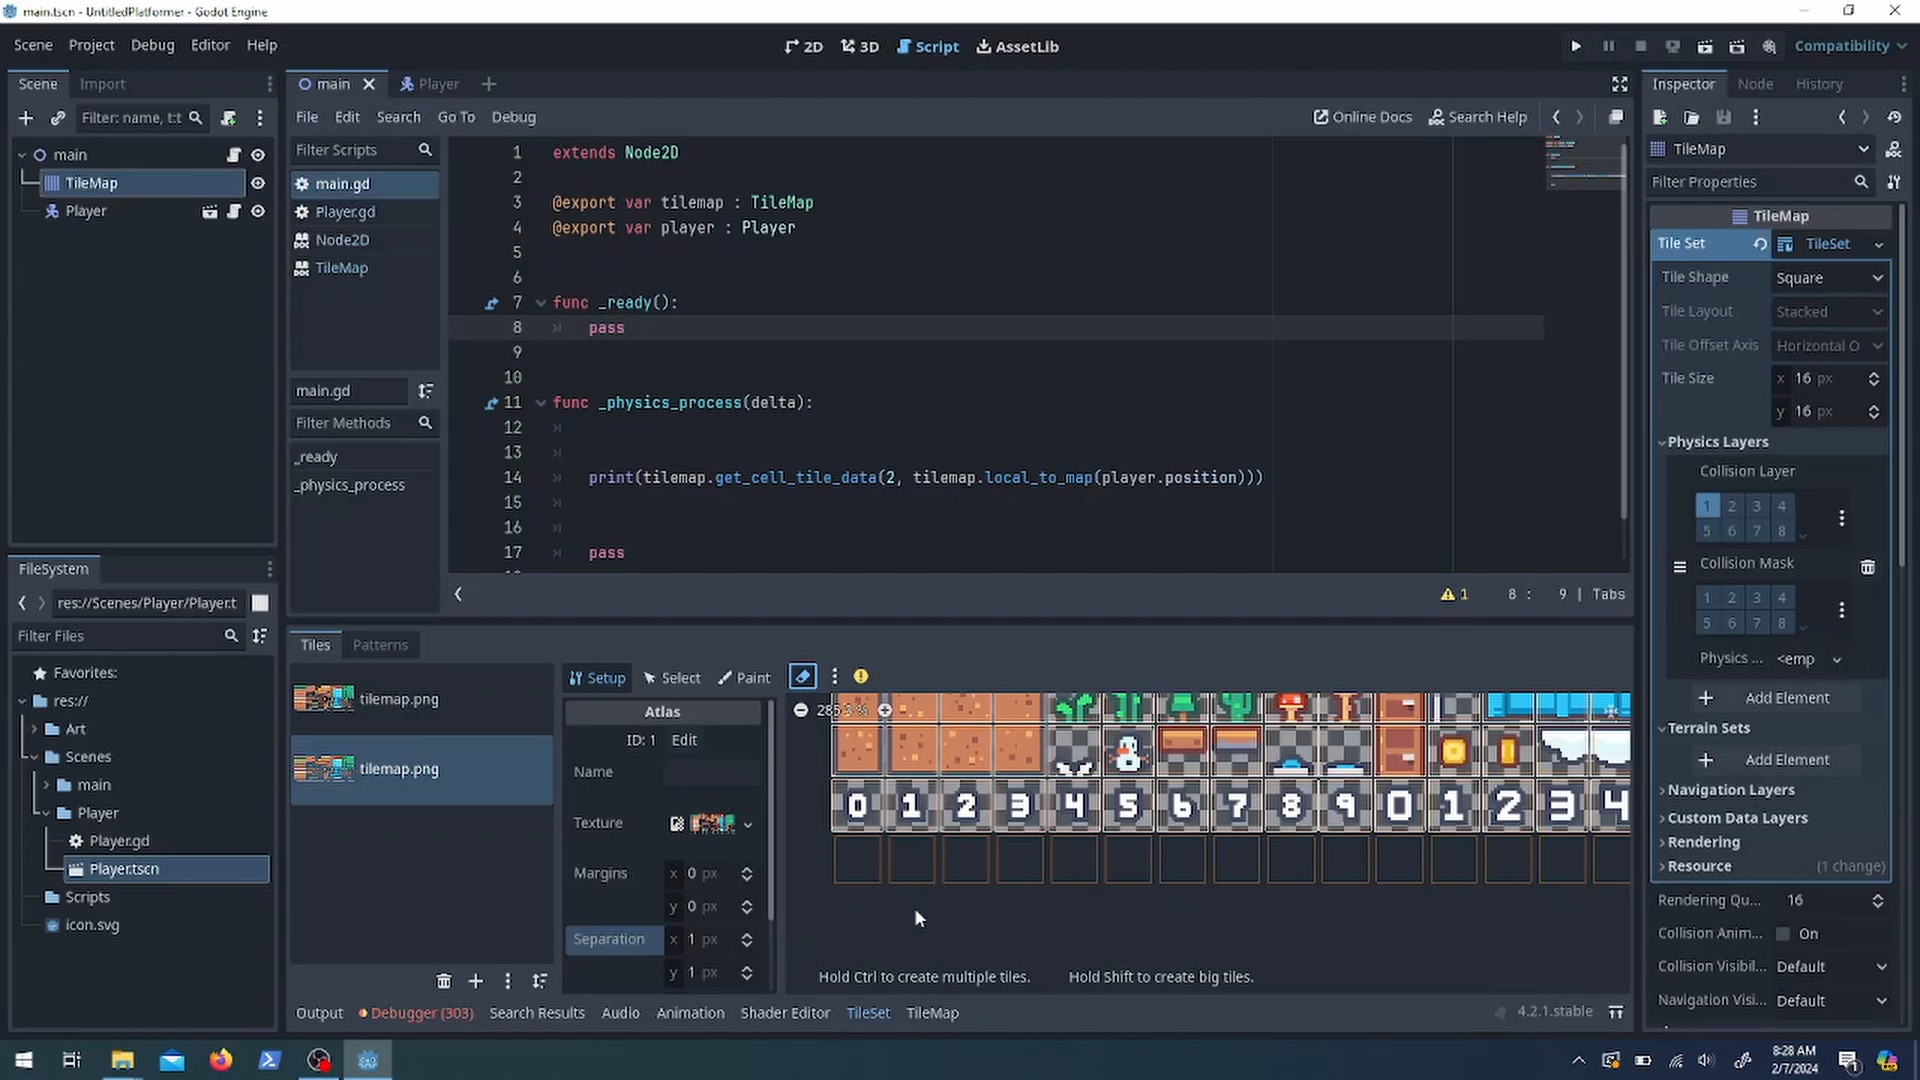 main.tscn - UntitledPlatformer - Godot Engine
Scene Project Debug Editor Help
2D 3D Script AssetLib
Compatibility
Scene Import
main Player
Inspector Node History
Filter: name, t:t
File Edit Search Go To Debug
Online Docs Search Help
main
TileMap
Player
Filter Scripts
main.gd
Player.gd
Node2D
TileMap
main.gd
Filter Methods
_ready
_physics_process
1 extends Node2D
2
3 @export var tilemap : TileMap
4 @export var player : Player
5
6
7 func _ready():
8 pass
9
10
11 func _physics_process(delta):
12
13
14 print(tilemap.get_cell_tile_data(2, tilemap.local_to_map(player.position)))
15
16
17 pass
1 8 : 9 | Tabs
TileMap
Filter Properties
TileMap
Tile Set TileSet
Tile Shape Square
Tile Layout Stacked
Tile Offset Axis Horizontal O
Tile Size x 16 px
y 16 px
Physics Layers
Collision Layer
1 2 3 4
5 6 7 8
Collision Mask
1 2 3 4
5 6 7 8
Physics ... <emp
Add Element
Terrain Sets
Add Element
Navigation Layers
Custom Data Layers
Rendering
Resource (1 change)
Rendering Qu... 16
Collision Anim... On
Collision Visibil... Default
Navigation Visi... Default
FileSystem
res://Scenes/Player/Player.t
Filter Files
Favorites:
res://
Art
Scenes
main
Player
Player.gd
Player.tscn
Scripts
icon.svg
Tiles Patterns
tilemap.png
tilemap.png
Setup Select Paint
Atlas
ID: 1 Edit
Name
Texture
Margins x 0 px
y 0 px
Separation x 1 px
y 1 px
0 1 2 3 4 5 6 7 8 9 0 1 2 3 4
Hold Ctrl to create multiple tiles. Hold Shift to create big tiles.
Output Debugger (303) Search Results Audio Animation Shader Editor TileSet TileMap
4.2.1.stable
8:28 AM
2/7/2024